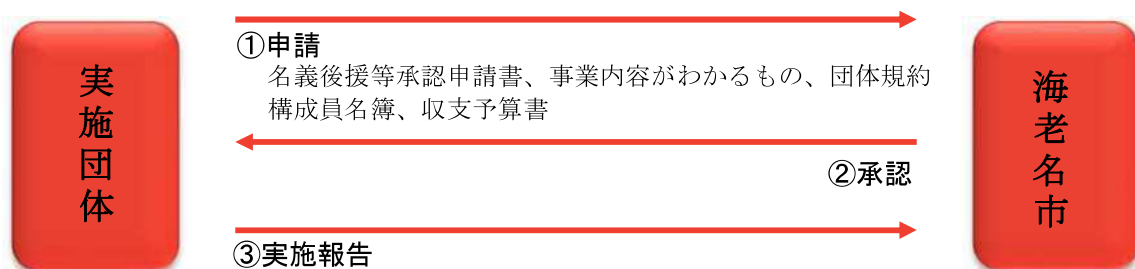 実施団体
①申請
名義後援等承認申請書、事業内容がわかるもの、団体規約
構成員名簿、収支予算書
②承認
③実施報告
海老名市